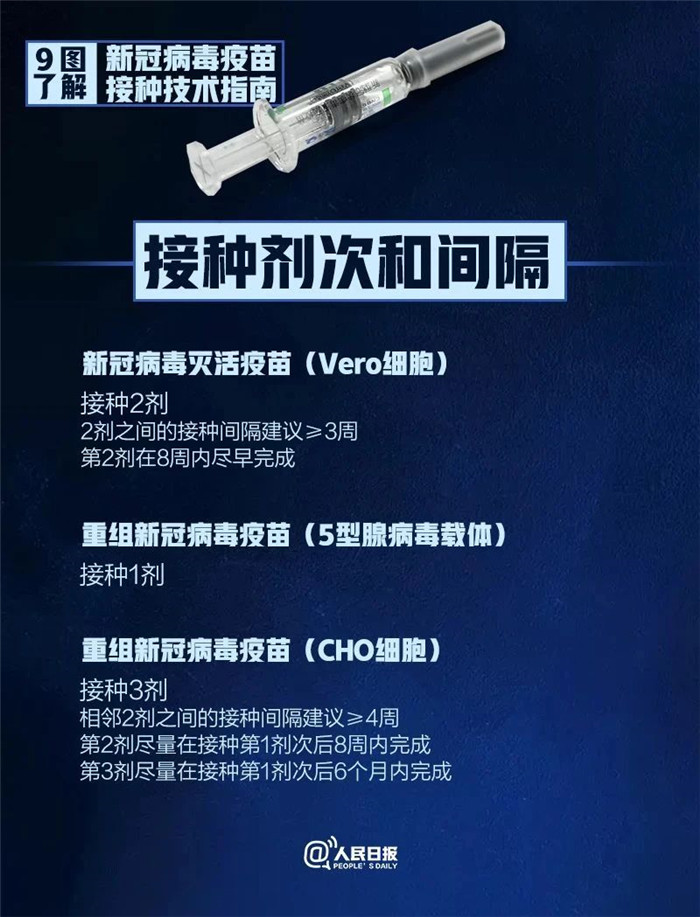 9图了解
新冠病毒疫苗
接种技术指南
接种剂次和间隔
新冠病毒灭活疫苗（Vero细胞）
接种2剂
2剂之间的接种间隔建议≥3周
第2剂在8周内尽早完成
重组新冠病毒疫苗（5型腺病毒载体）
接种1剂
重组新冠病毒疫苗（CHO细胞）
接种3剂
相邻2剂之间的接种间隔建议≥4周
第2剂尽量在接种第1剂次后8周内完成
第3剂尽量在接种第1剂次后6个月内完成
@人民日报
PEOPLE'S DAILY